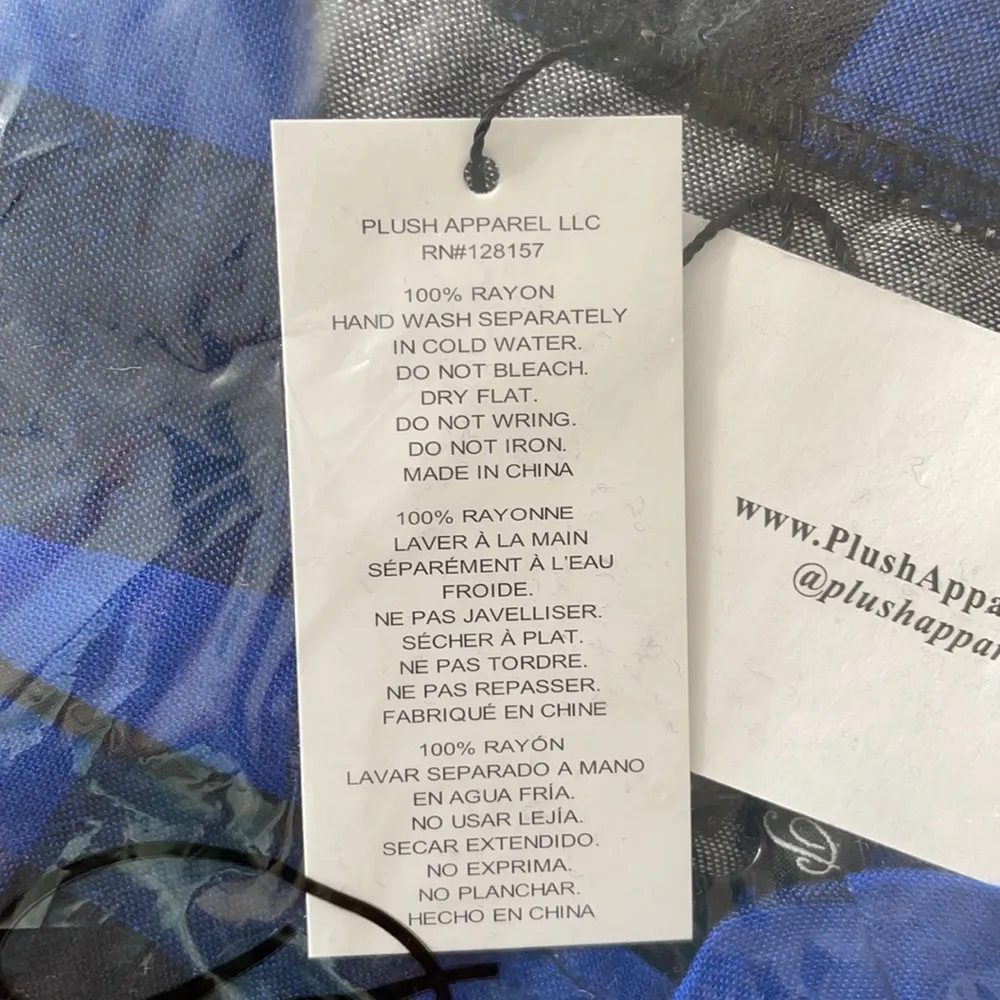 PLUSH APPAREL LLC
RN#128157
100% RAYON
HAND WASH SEPARATELY
IN COLD WATER.
DO NOT BLEACH.
DRY FLAT.
DO NOT WRING.
DO NOT IRON.
MADE IN CHINA
100% RAYONNE
LAVER À LA MAIN
SÉPARÉMENT À L'EAU
FROIDE.
NE PAS JAVELLISER.
SÉCHER À PLAT.
NE PAS TORDRE.
NE PAS REPASSER.
FABRIQUÉ EN CHINE
100% RAYÓN
LAVAR SEPARADO A MANO
EN AGUA FRÍA.
NO USAR LEJÍA.
SECAR EXTENDIDO.
NO EXPRIMA.
NO PLANCHAR.
HECHO EN CHINA
www.PlushAppa
@plushappar